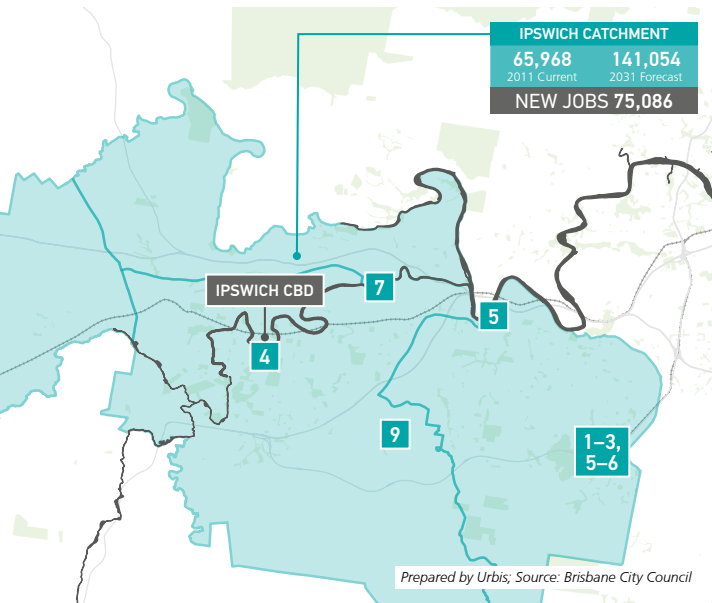 IPSWICH CATCHMENT
65,968 141,054
2011 Current 2031 Forecast
NEW JOBS 75,086
IPSWICH CBD
7
5
4
9
1–3,
5–6
Prepared by Urbis; Source: Brisbane City Council